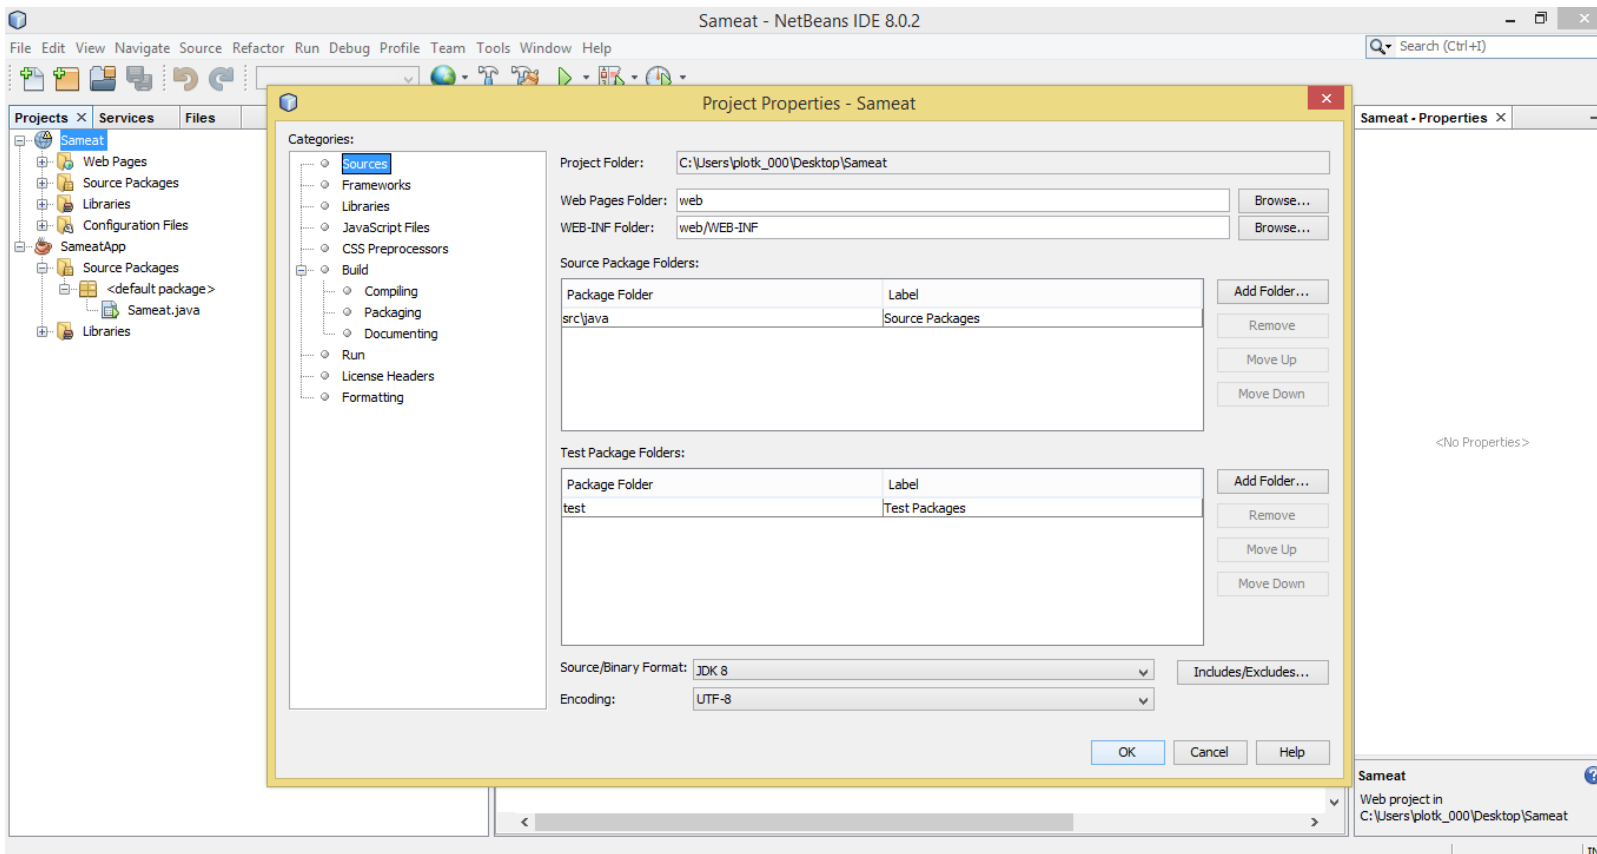 Sameat - NetBeans IDE 8.0.2
File Edit View Navigate Source Refactor Run Debug Profile Team Tools Window Help
Search (Ctrl+I)
Projects Services Files
Sameat
Web Pages
Source Packages
Libraries
Configuration Files
SameatApp
Source Packages
<default package>
Sameat.java
Libraries
Project Properties - Sameat
Categories:
Sources
Frameworks
Libraries
JavaScript Files
CSS Preprocessors
Build
Compiling
Packaging
Documenting
Run
License Headers
Formatting
Project Folder: C:\Users\plotk_000\Desktop\Sameat
Web Pages Folder: web Browse...
WEB-INF Folder: web/WEB-INF Browse...
Source Package Folders:
Package Folder Label
src\java Source Packages
Add Folder...
Remove
Move Up
Move Down
Test Package Folders:
Package Folder Label
test Test Packages
Add Folder...
Remove
Move Up
Move Down
Source/Binary Format: JDK 8 Includes/Excludes...
Encoding: UTF-8
OK Cancel Help
Sameat - Properties
<No Properties>
Sameat
Web project in
C:\Users\plotk_000\Desktop\Sameat